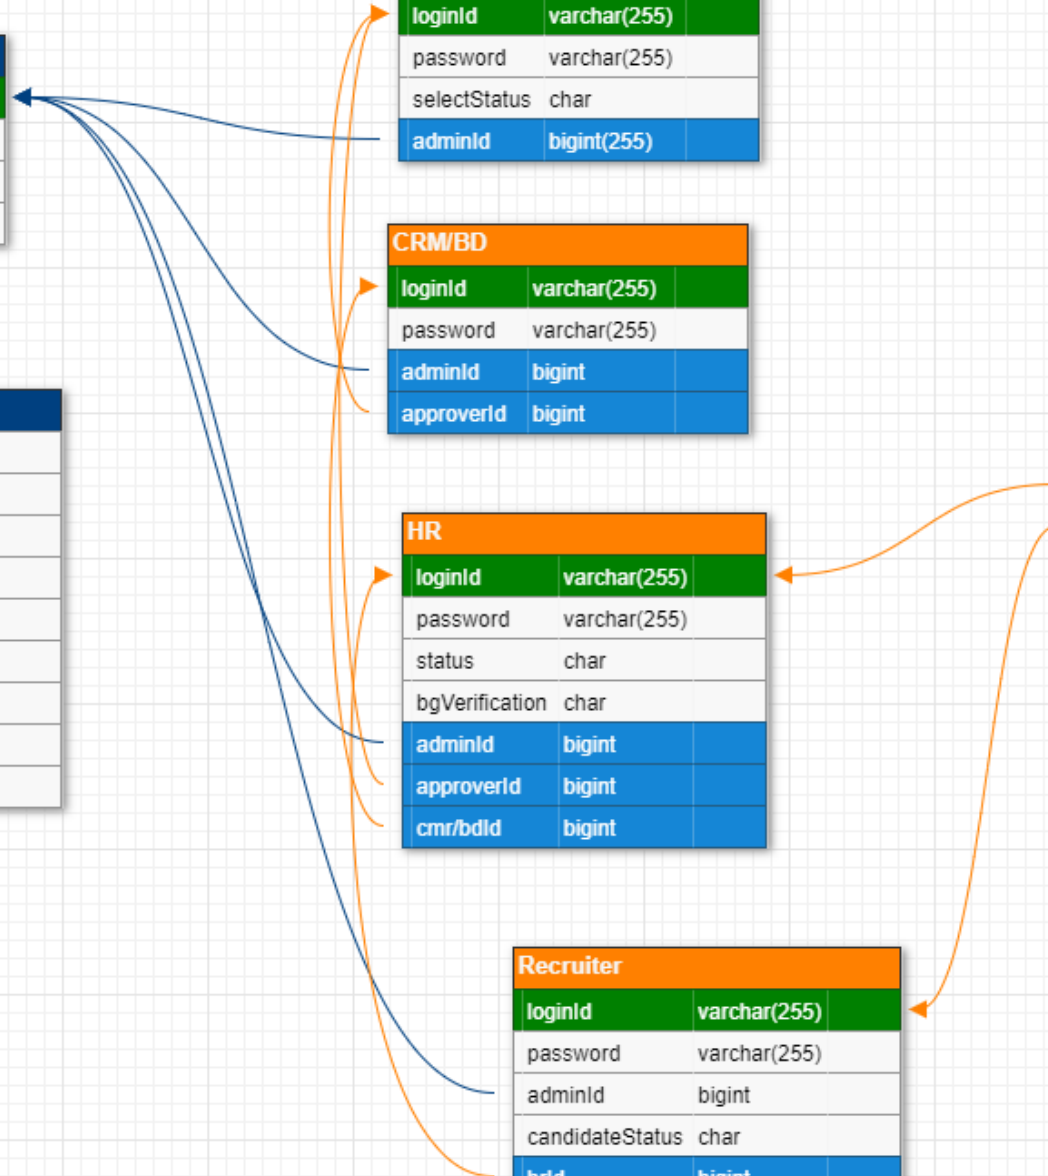 loginId varchar(255)
password varchar(255)
selectStatus char
adminId bigint(255)
CRM/BD
loginId varchar(255)
password varchar(255)
adminId bigint
approverId bigint
HR
loginId varchar(255)
password varchar(255)
status char
bgVerification char
adminId bigint
approverId bigint
cmr/bdId bigint
Recruiter
loginId varchar(255)
password varchar(255)
adminId bigint
candidateStatus char
bigint